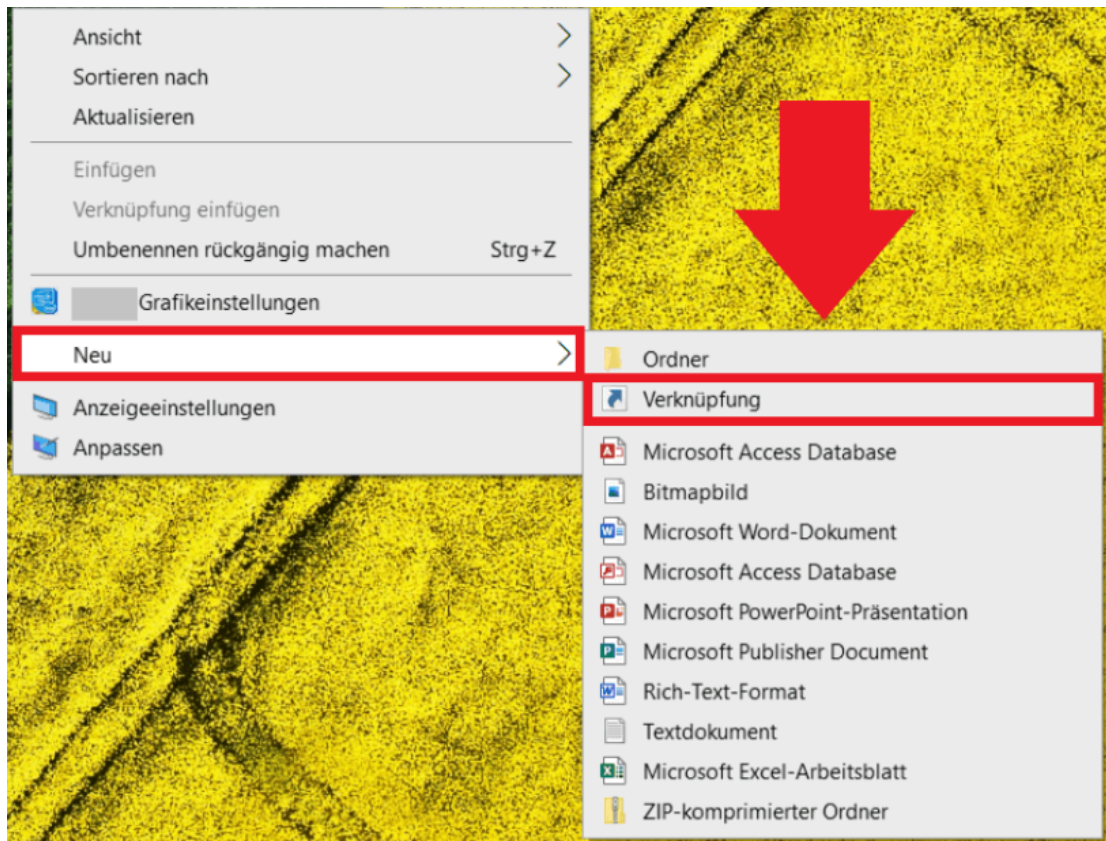 Ansicht
Sortieren nach
Aktualisieren
Einfügen
Verknüpfung einfügen
Umbenennen rückgängig machen Strg+Z
Grafikeinstellungen
Neu
Anzeigeeinstellungen
Anpassen
Ordner
Verknüpfung
Microsoft Access Database
Bitmapbild
Microsoft Word-Dokument
Microsoft Access Database
Microsoft PowerPoint-Präsentation
Microsoft Publisher Document
Rich-Text-Format
Textdokument
Microsoft Excel-Arbeitsblatt
ZIP-komprimierter Ordner